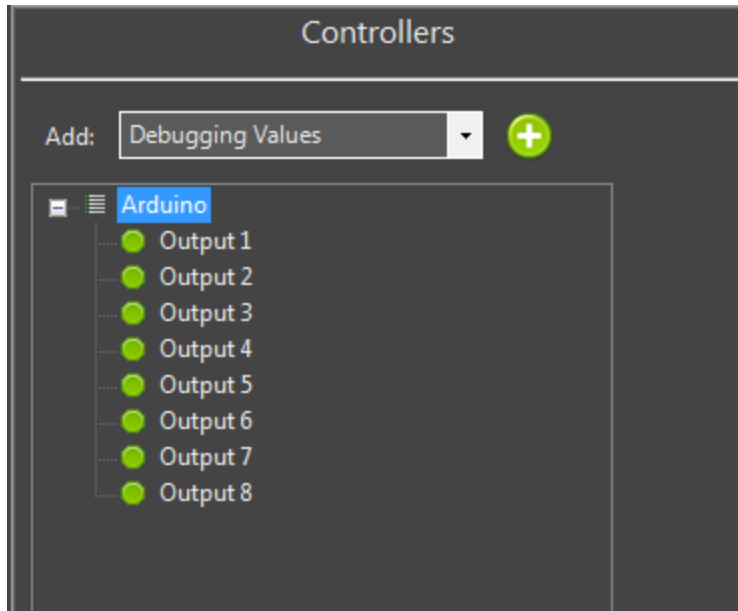 Controllers
Add: Debugging Values
Arduino
Output 1
Output 2
Output 3
Output 4
Output 5
Output 6
Output 7
Output 8